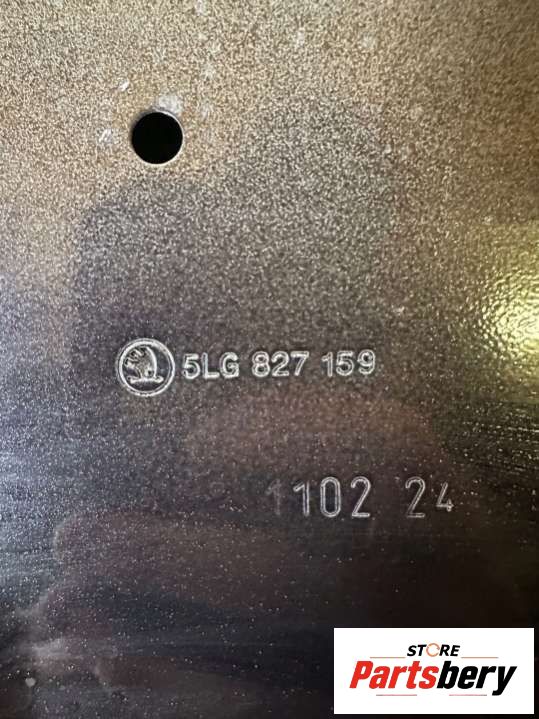 5LG 827 159
1102 24
STORE
Partsbery